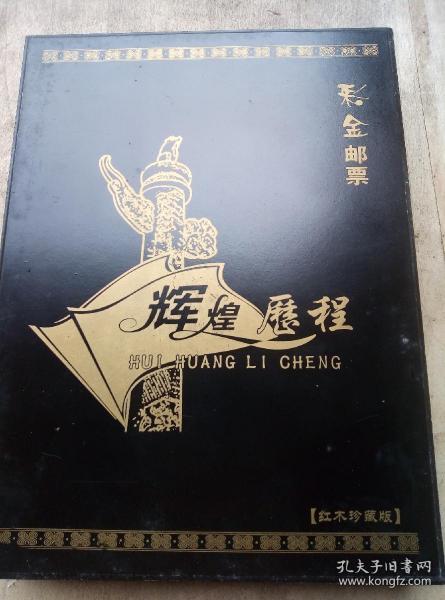 彩金邮票
辉煌歷程
HUI HUANG LI CHENG
【红木珍藏版】
孔夫子旧书网
www.kongfz.com